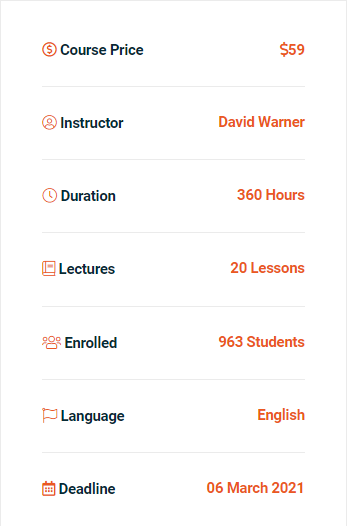 Course Price $59
Instructor David Warner
Duration 360 Hours
Lectures 20 Lessons
Enrolled 963 Students
Language English
Deadline 06 March 2021